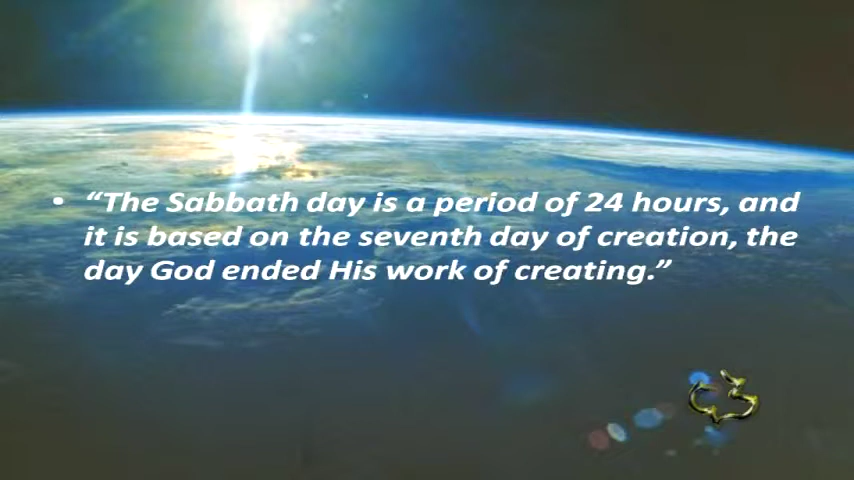 • “The Sabbath day is a period of 24 hours, and
it is based on the seventh day of creation, the
day God ended His work of creating.”